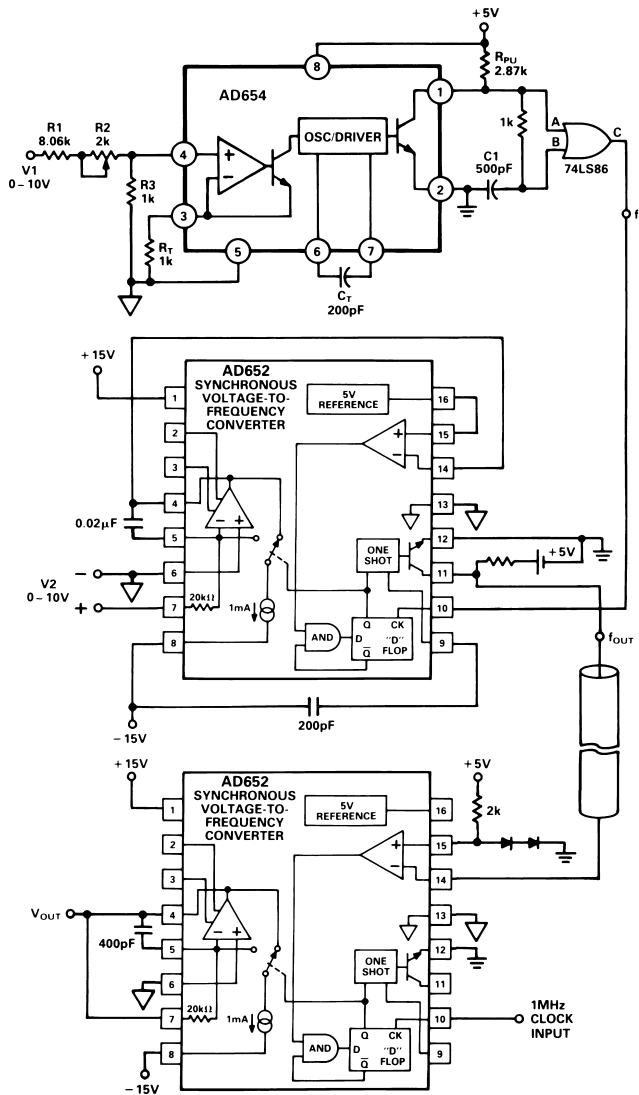 +5V
RPU
2.87k
8
1
AD654
R1
8.06k
R2
2k
V1
0–10V
4
+
–
OSC/DRIVER
1k
A
B
C
74LS86
f
C1
500pF
2
R3
1k
3
RT
1k
5
6
7
CT
200pF
+15V
AD652
SYNCHRONOUS
VOLTAGE-TO-
FREQUENCY
CONVERTER
5V
REFERENCE
1
16
2
15
+
–
3
14
4
13
0.02μF
5
– +
12
ONE
SHOT
+5V
–
6
11
V2
0–10V
+
7
20kΩ
1mA
10
Q CK
AND
D "D"
Q FLOP
8
9
fOUT
200pF
–15V
+15V
AD652
SYNCHRONOUS
VOLTAGE-TO-
FREQUENCY
CONVERTER
5V
REFERENCE
+5V
2k
1
16
2
15
+
–
3
14
VOUT
4
13
400pF
5
– +
12
ONE
SHOT
6
11
7
20kΩ
1mA
10
1MHz
CLOCK
INPUT
Q CK
AND
D "D"
Q FLOP
8
9
–15V